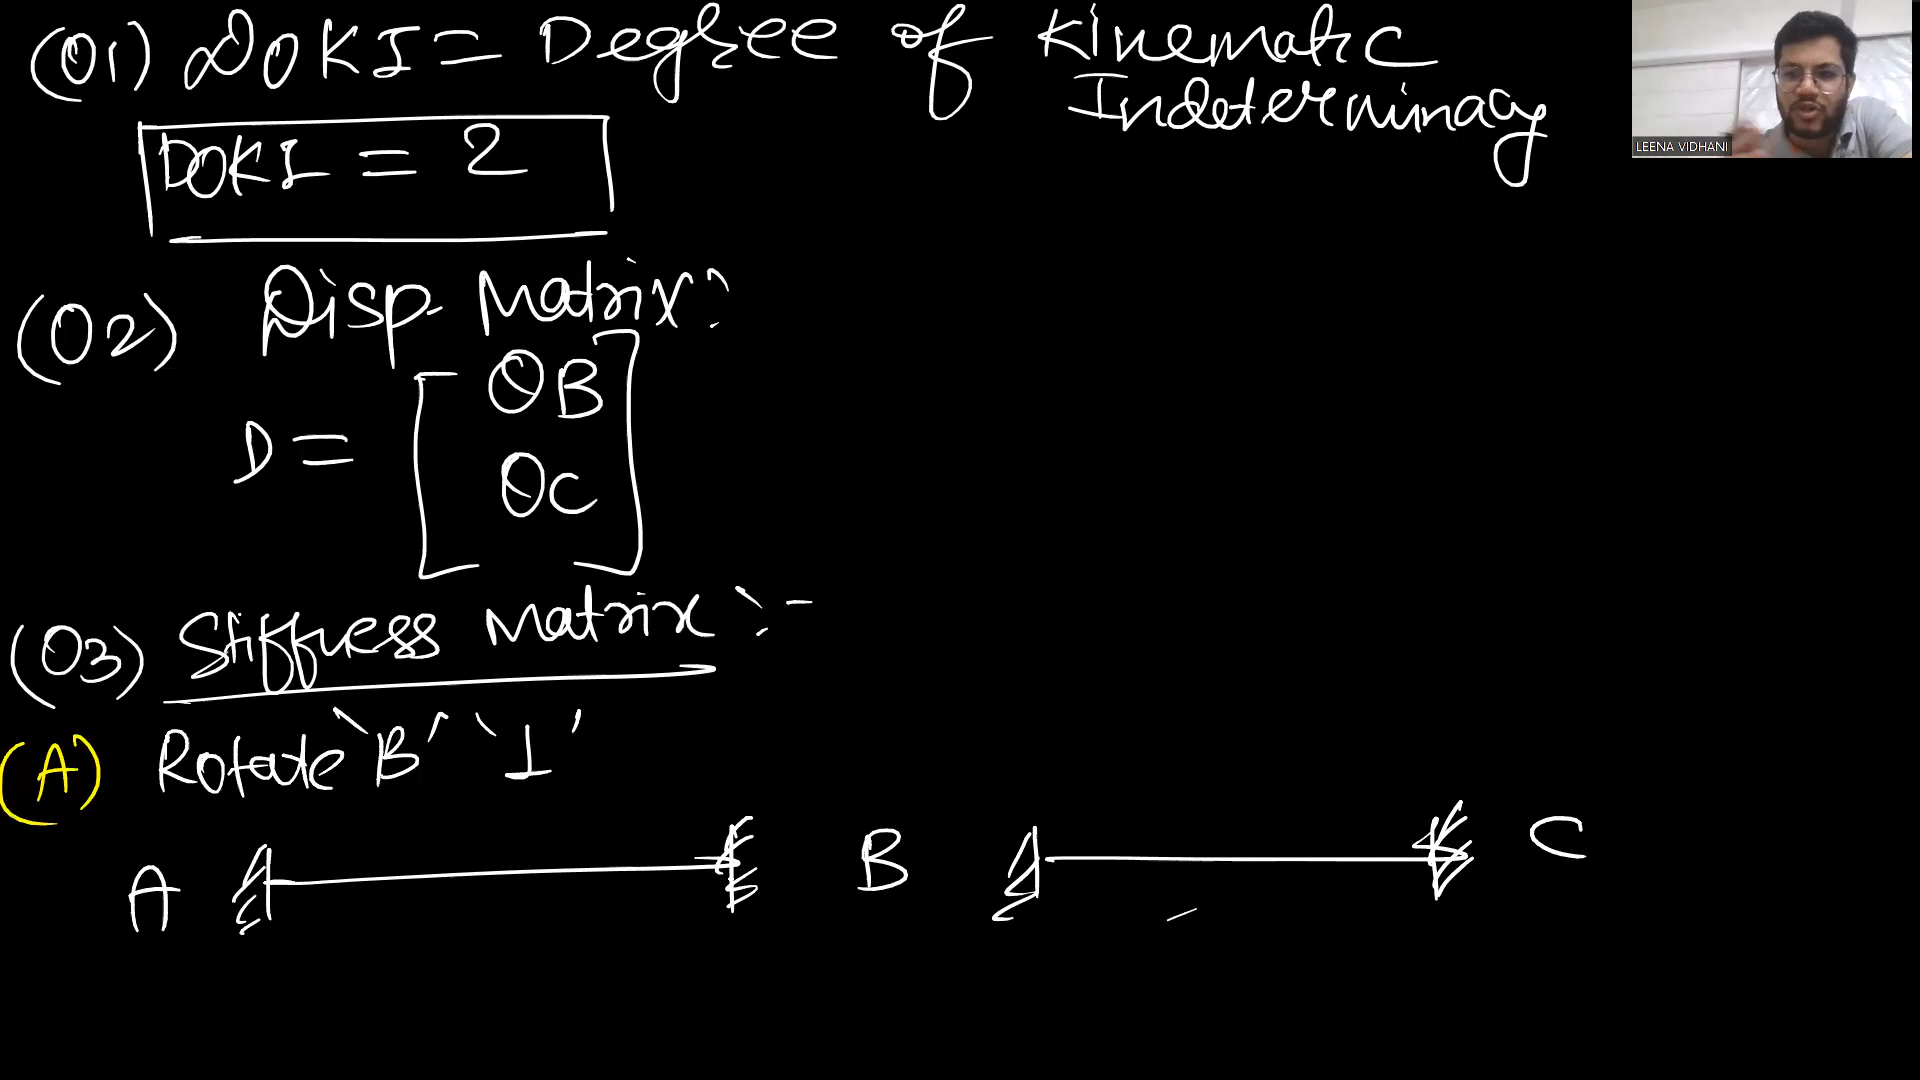 (01) DOKI = Degree of Kinematic
Indeterminacy
DOKI = 2
(02) Disp. Matrix:
D = [θB
θC]
(03) Stiffness Matrix :-
(A) Rotate 'B' '1'
A B C
LEENA VIDHANI